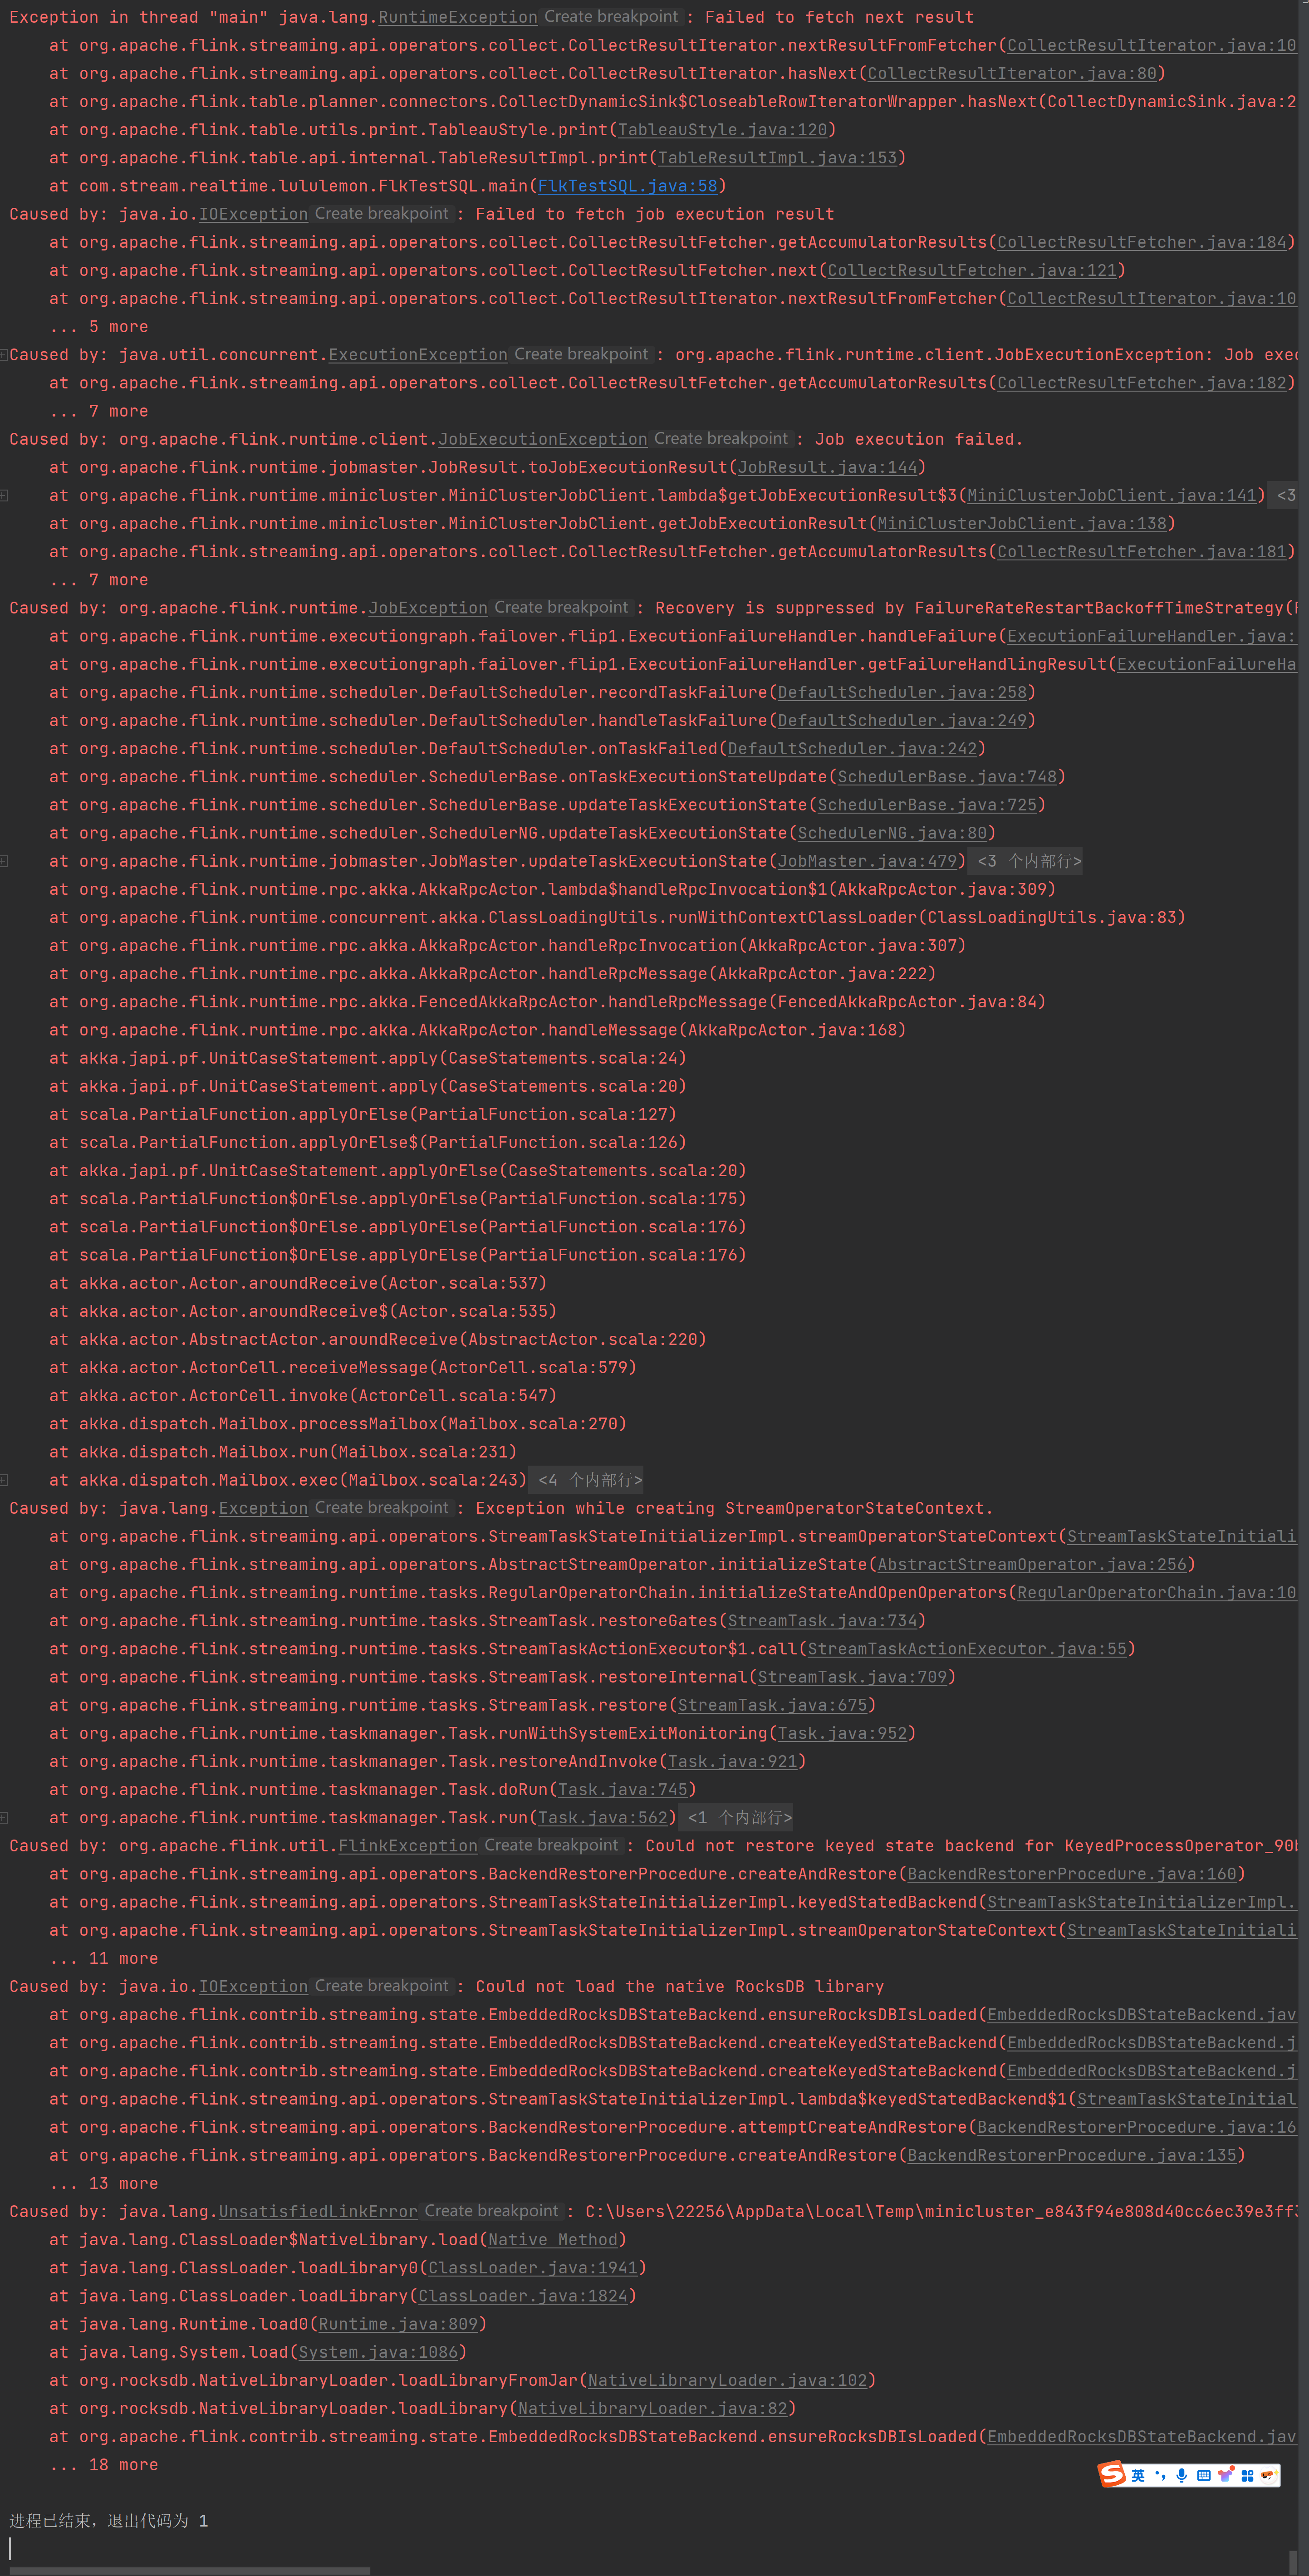 Exception in thread "main" java.lang.RuntimeException Create breakpoint : Failed to fetch next result
at org.apache.flink.streaming.api.operators.collect.CollectResultIterator.nextResultFromFetcher(CollectResultIterator.java:10
at org.apache.flink.streaming.api.operators.collect.CollectResultIterator.hasNext(CollectResultIterator.java:80)
at org.apache.flink.table.planner.connectors.CollectDynamicSink$CloseableRowIteratorWrapper.hasNext(CollectDynamicSink.java:2
at org.apache.flink.table.utils.print.TableauStyle.print(TableauStyle.java:120)
at org.apache.flink.table.api.internal.TableResultImpl.print(TableResultImpl.java:153)
at com.stream.realtime.lululemon.FlkTestSQL.main(FlkTestSQL.java:58)
Caused by: java.io.IOException Create breakpoint : Failed to fetch job execution result
at org.apache.flink.streaming.api.operators.collect.CollectResultFetcher.getAccumulatorResults(CollectResultFetcher.java:184)
at org.apache.flink.streaming.api.operators.collect.CollectResultFetcher.next(CollectResultFetcher.java:121)
at org.apache.flink.streaming.api.operators.collect.CollectResultIterator.nextResultFromFetcher(CollectResultIterator.java:10
... 5 more
Caused by: java.util.concurrent.ExecutionException Create breakpoint : org.apache.flink.runtime.client.JobExecutionException: Job exec
at org.apache.flink.streaming.api.operators.collect.CollectResultFetcher.getAccumulatorResults(CollectResultFetcher.java:182)
... 7 more
Caused by: org.apache.flink.runtime.client.JobExecutionException Create breakpoint : Job execution failed.
at org.apache.flink.runtime.jobmaster.JobResult.toJobExecutionResult(JobResult.java:144)
at org.apache.flink.runtime.minicluster.MiniClusterJobClient.lambda$getJobExecutionResult$3(MiniClusterJobClient.java:141) <3
at org.apache.flink.runtime.minicluster.MiniClusterJobClient.getJobExecutionResult(MiniClusterJobClient.java:138)
at org.apache.flink.streaming.api.operators.collect.CollectResultFetcher.getAccumulatorResults(CollectResultFetcher.java:181)
... 7 more
Caused by: org.apache.flink.runtime.JobException Create breakpoint : Recovery is suppressed by FailureRateRestartBackoffTimeStrategy(
at org.apache.flink.runtime.executiongraph.failover.flip1.ExecutionFailureHandler.handleFailure(ExecutionFailureHandler.java:
at org.apache.flink.runtime.executiongraph.failover.flip1.ExecutionFailureHandler.getFailureHandlingResult(ExecutionFailureHa
at org.apache.flink.runtime.scheduler.DefaultScheduler.recordTaskFailure(DefaultScheduler.java:258)
at org.apache.flink.runtime.scheduler.DefaultScheduler.handleTaskFailure(DefaultScheduler.java:249)
at org.apache.flink.runtime.scheduler.DefaultScheduler.onTaskFailed(DefaultScheduler.java:242)
at org.apache.flink.runtime.scheduler.SchedulerBase.onTaskExecutionStateUpdate(SchedulerBase.java:748)
at org.apache.flink.runtime.scheduler.SchedulerBase.updateTaskExecutionState(SchedulerBase.java:725)
at org.apache.flink.runtime.scheduler.SchedulerNG.updateTaskExecutionState(SchedulerNG.java:80)
at org.apache.flink.runtime.jobmaster.JobMaster.updateTaskExecutionState(JobMaster.java:479) <3 个内部行>
at org.apache.flink.runtime.rpc.akka.AkkaRpcActor.lambda$handleRpcInvocation$1(AkkaRpcActor.java:309)
at org.apache.flink.runtime.concurrent.akka.ClassLoadingUtils.runWithContextClassLoader(ClassLoadingUtils.java:83)
at org.apache.flink.runtime.rpc.akka.AkkaRpcActor.handleRpcInvocation(AkkaRpcActor.java:307)
at org.apache.flink.runtime.rpc.akka.AkkaRpcActor.handleRpcMessage(AkkaRpcActor.java:222)
at org.apache.flink.runtime.rpc.akka.FencedAkkaRpcActor.handleRpcMessage(FencedAkkaRpcActor.java:84)
at org.apache.flink.runtime.rpc.akka.AkkaRpcActor.handleMessage(AkkaRpcActor.java:168)
at akka.japi.pf.UnitCaseStatement.apply(CaseStatements.scala:24)
at akka.japi.pf.UnitCaseStatement.apply(CaseStatements.scala:20)
at scala.PartialFunction.applyOrElse(PartialFunction.scala:127)
at scala.PartialFunction.applyOrElse$(PartialFunction.scala:126)
at akka.japi.pf.UnitCaseStatement.applyOrElse(CaseStatements.scala:20)
at scala.PartialFunction$OrElse.applyOrElse(PartialFunction.scala:175)
at scala.PartialFunction$OrElse.applyOrElse(PartialFunction.scala:176)
at scala.PartialFunction$OrElse.applyOrElse(PartialFunction.scala:176)
at akka.actor.Actor.aroundReceive(Actor.scala:537)
at akka.actor.Actor.aroundReceive$(Actor.scala:535)
at akka.actor.AbstractActor.aroundReceive(AbstractActor.scala:220)
at akka.actor.ActorCell.receiveMessage(ActorCell.scala:579)
at akka.actor.ActorCell.invoke(ActorCell.scala:547)
at akka.dispatch.Mailbox.processMailbox(Mailbox.scala:270)
at akka.dispatch.Mailbox.run(Mailbox.scala:231)
at akka.dispatch.Mailbox.exec(Mailbox.scala:243) <4 个内部行>
Caused by: java.lang.Exception Create breakpoint : Exception while creating StreamOperatorStateContext.
at org.apache.flink.streaming.api.operators.StreamTaskStateInitializerImpl.streamOperatorStateContext(StreamTaskStateInitiali
at org.apache.flink.streaming.api.operators.AbstractStreamOperator.initializeState(AbstractStreamOperator.java:256)
at org.apache.flink.streaming.runtime.tasks.RegularOperatorChain.initializeStateAndOpenOperators(RegularOperatorChain.java:10
at org.apache.flink.streaming.runtime.tasks.StreamTask.restoreGates(StreamTask.java:734)
at org.apache.flink.streaming.runtime.tasks.StreamTaskActionExecutor$1.call(StreamTaskActionExecutor.java:55)
at org.apache.flink.streaming.runtime.tasks.StreamTask.restoreInternal(StreamTask.java:709)
at org.apache.flink.streaming.runtime.tasks.StreamTask.restore(StreamTask.java:675)
at org.apache.flink.runtime.taskmanager.Task.runWithSystemExitMonitoring(Task.java:952)
at org.apache.flink.runtime.taskmanager.Task.restoreAndInvoke(Task.java:921)
at org.apache.flink.runtime.taskmanager.Task.doRun(Task.java:745)
at org.apache.flink.runtime.taskmanager.Task.run(Task.java:562) <1 个内部行>
Caused by: org.apache.flink.util.FlinkException Create breakpoint : Could not restore keyed state backend for KeyedProcessOperator_90
at org.apache.flink.streaming.api.operators.BackendRestorerProcedure.createAndRestore(BackendRestorerProcedure.java:160)
at org.apache.flink.streaming.api.operators.StreamTaskStateInitializerImpl.keyedStatedBackend(StreamTaskStateInitializerImpl.
at org.apache.flink.streaming.api.operators.StreamTaskStateInitializerImpl.streamOperatorStateContext(StreamTaskStateInitiali
... 11 more
Caused by: java.io.IOException Create breakpoint : Could not load the native RocksDB library
at org.apache.flink.contrib.streaming.state.EmbeddedRocksDBStateBackend.ensureRocksDBIsLoaded(EmbeddedRocksDBStateBackend.jav
at org.apache.flink.contrib.streaming.state.EmbeddedRocksDBStateBackend.createKeyedStateBackend(EmbeddedRocksDBStateBackend.j
at org.apache.flink.contrib.streaming.state.EmbeddedRocksDBStateBackend.createKeyedStateBackend(EmbeddedRocksDBStateBackend.j
at org.apache.flink.streaming.api.operators.StreamTaskStateInitializerImpl.lambda$keyedStatedBackend$1(StreamTaskStateInitial
at org.apache.flink.streaming.api.operators.BackendRestorerProcedure.attemptCreateAndRestore(BackendRestorerProcedure.java:16
at org.apache.flink.streaming.api.operators.BackendRestorerProcedure.createAndRestore(BackendRestorerProcedure.java:135)
... 13 more
Caused by: java.lang.UnsatisfiedLinkError Create breakpoint : C:\Users\22256\AppData\Local\Temp\minicluster_e843f94e808d40cc6ec39e3ff
at java.lang.ClassLoader$NativeLibrary.load(Native Method)
at java.lang.ClassLoader.loadLibrary0(ClassLoader.java:1941)
at java.lang.ClassLoader.loadLibrary(ClassLoader.java:1824)
at java.lang.Runtime.load0(Runtime.java:809)
at java.lang.System.load(System.java:1086)
at org.rocksdb.NativeLibraryLoader.loadLibraryFromJar(NativeLibraryLoader.java:102)
at org.rocksdb.NativeLibraryLoader.loadLibrary(NativeLibraryLoader.java:82)
at org.apache.flink.contrib.streaming.state.EmbeddedRocksDBStateBackend.ensureRocksDBIsLoaded(EmbeddedRocksDBStateBackend.jav
... 18 more
英
进程已结束，退出代码为 1